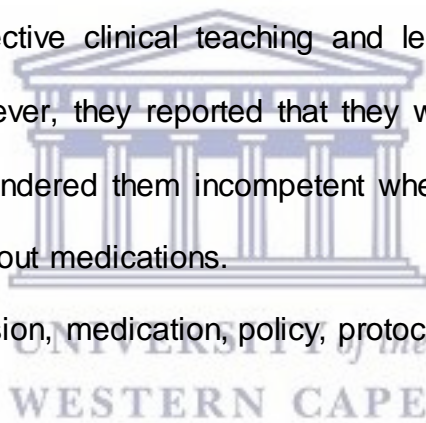 ective clinical teaching and le
ever, they reported that they w
ndered them incompetent whe
out medications.
sion, medication, policy, protoc
UNIVERSITY of the
WESTERN CAPE